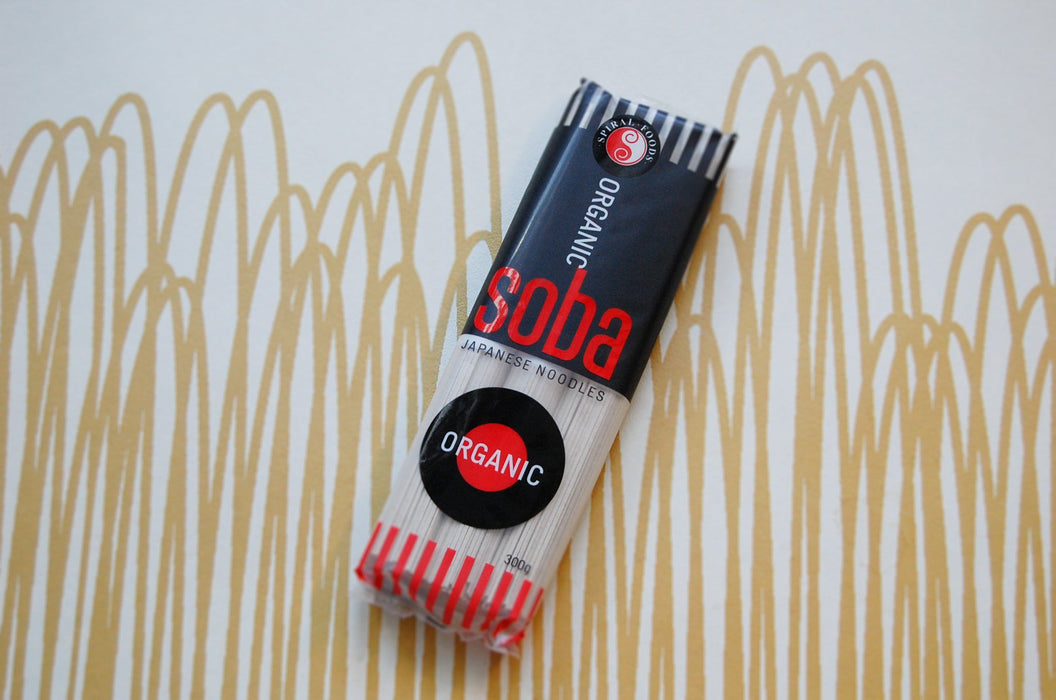 SPIRAL FOODS
ORGANIC
soba
JAPANESE NOODLES
ORGANIC
300g